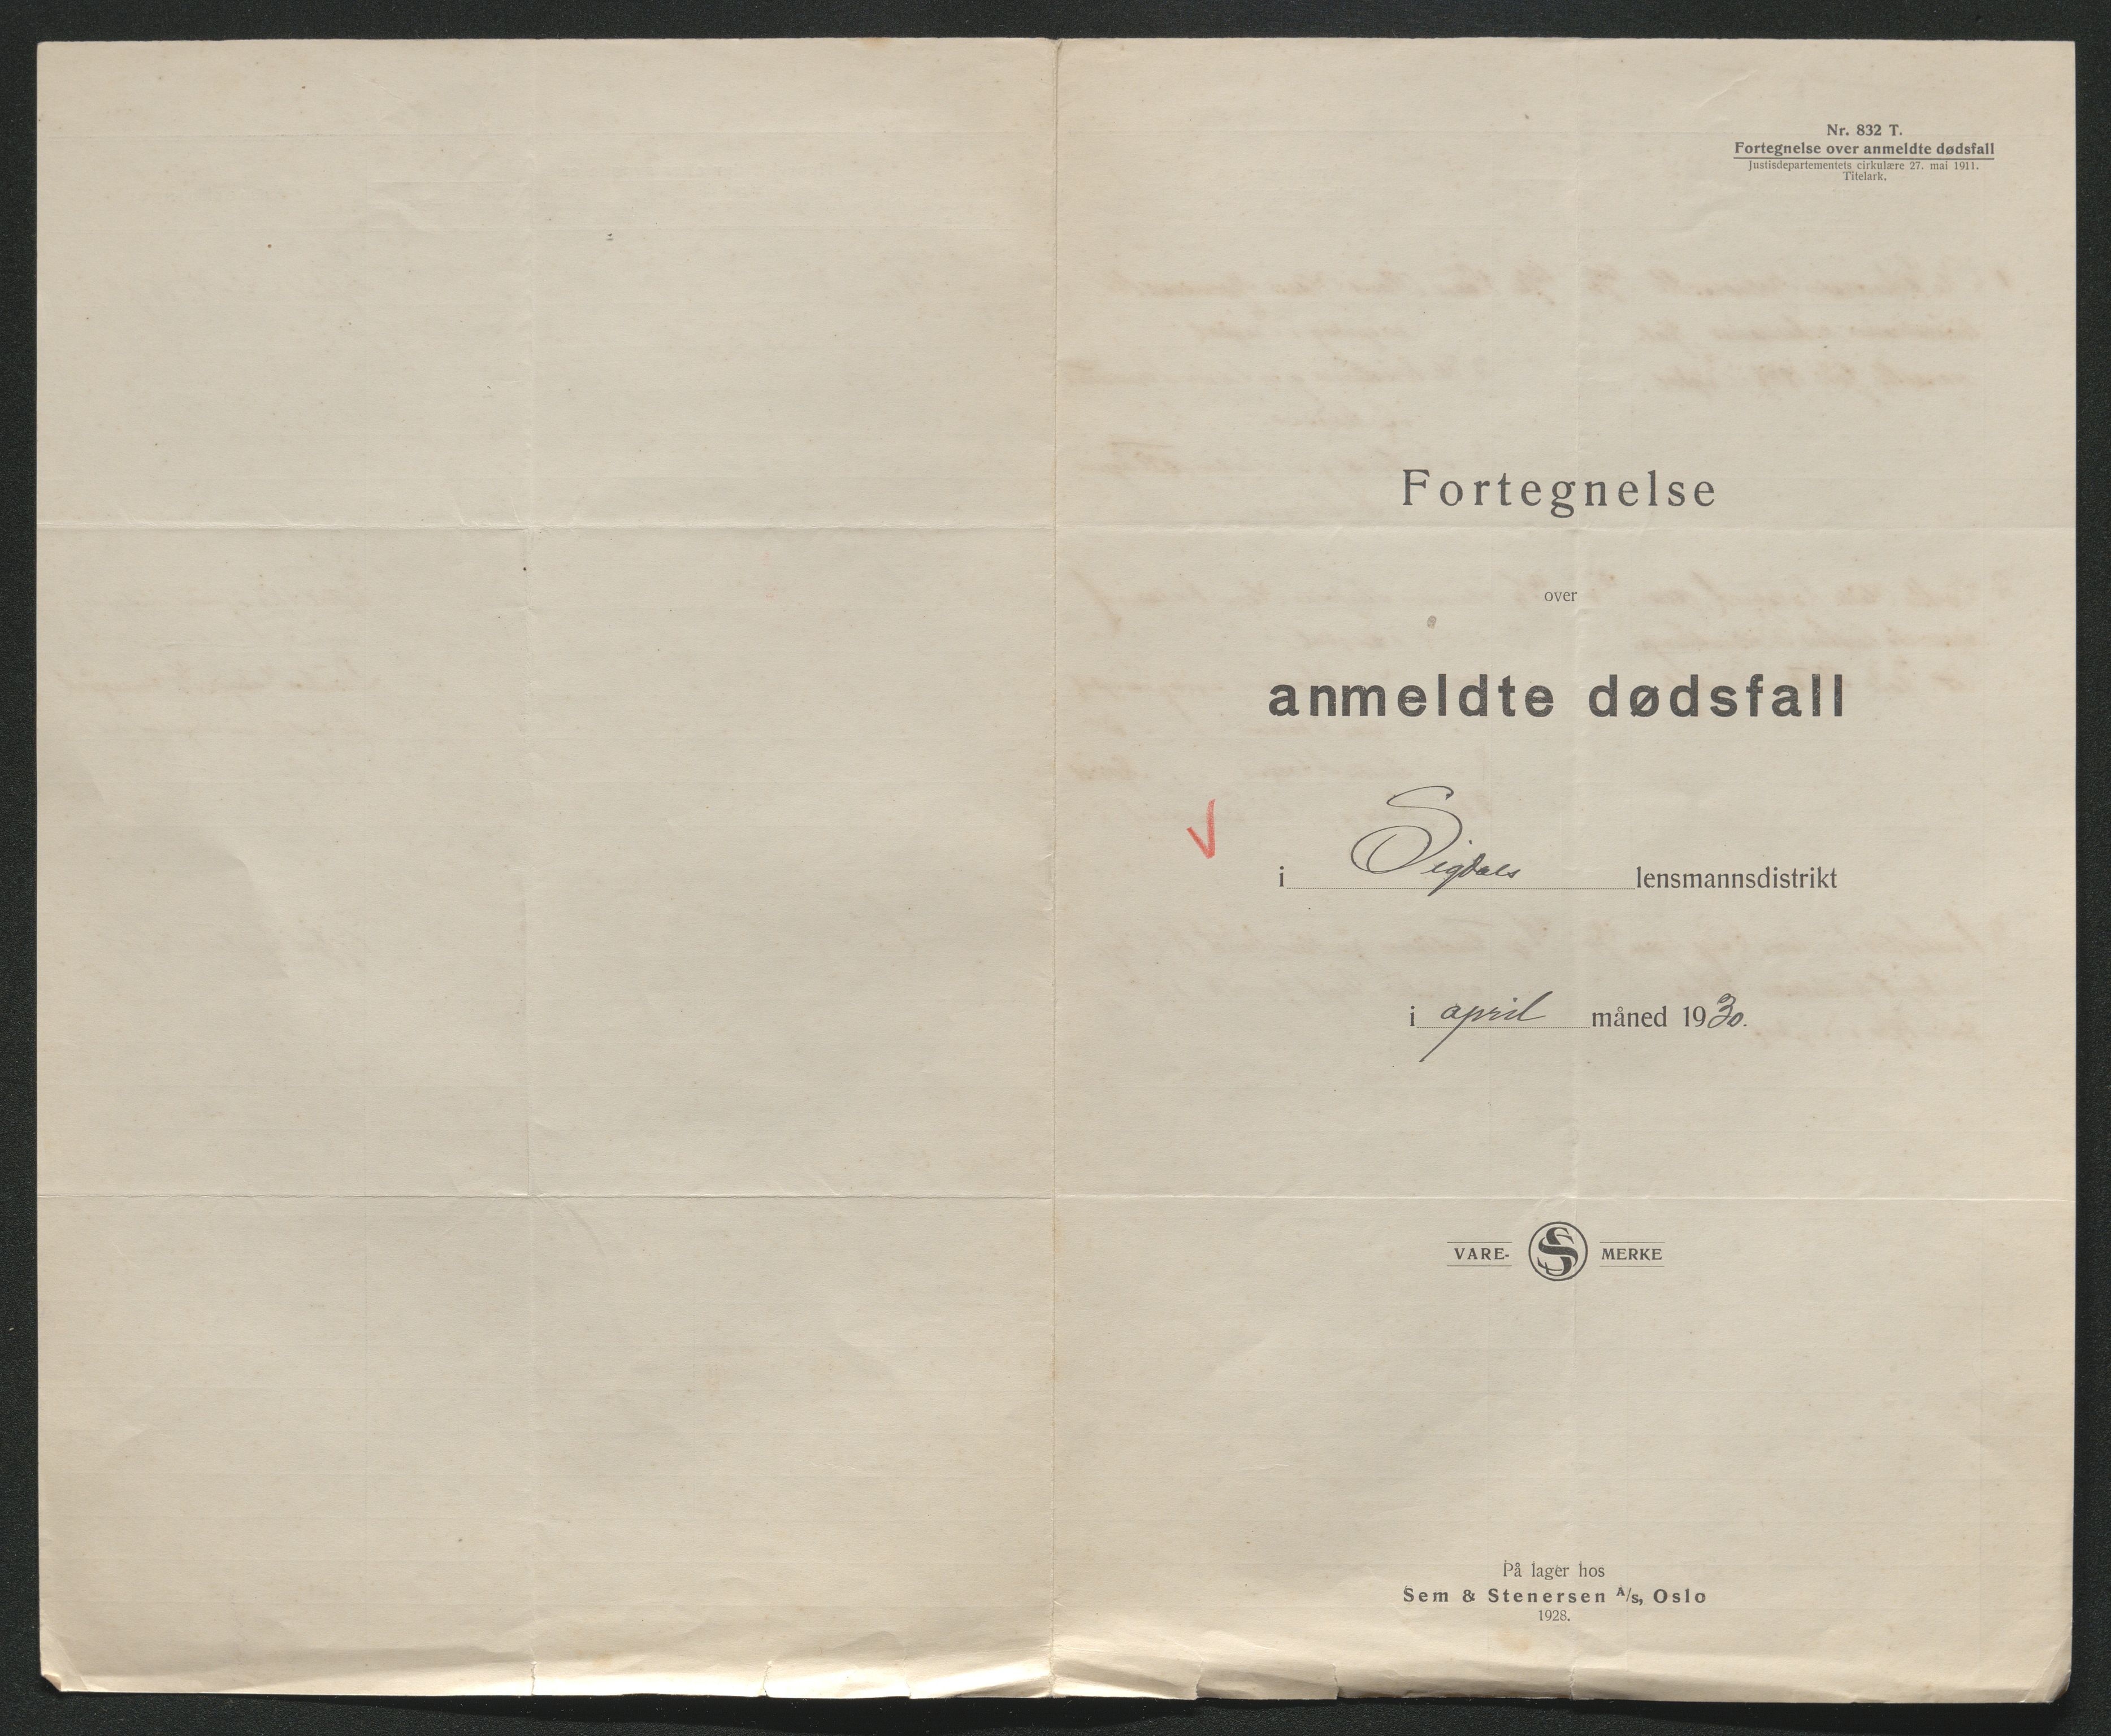 Nr. 832 T.
Fortegnelse over anmeldte dødsfall
Justisdepartementets cirkulære 27. mai 1911.
Titelark.
Fortegnelse
over
anmeldte dødsfall
i Sigdals lensmannsdistrikt
i april måned 1930.
VARE- SS MERKE
På lager hos
Sem & Stenersen A/s, Oslo
1928.